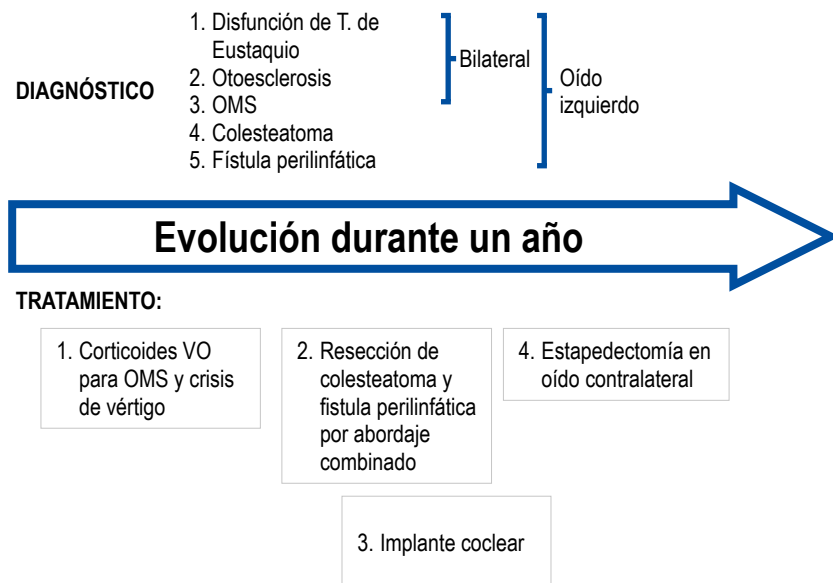 DIAGNÓSTICO
1. Disfunción de T. de
Eustaquio
2. Otoesclerosis
3. OMS
4. Colesteatoma
5. Fístula perilinfática
Bilateral
Oído
izquierdo
Evolución durante un año
TRATAMIENTO:
1. Corticoides VO
para OMS y crisis
de vértigo
2. Resección de
colesteatoma y
fistula perilinfática
por abordaje
combinado
3. Implante coclear
4. Estapedectomía en
oído contralateral